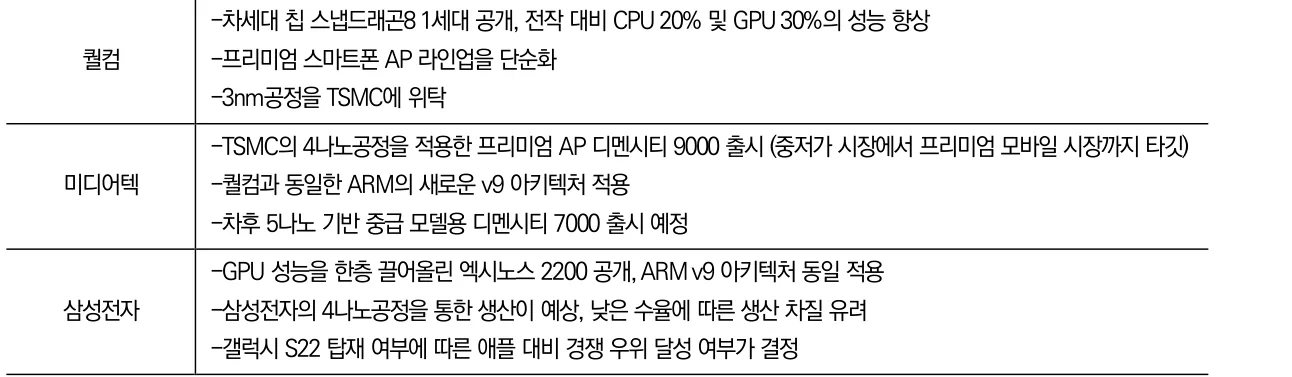 퀄컴
-차세대 칩 스냅드래곤8 1세대 공개, 전작 대비 CPU 20% 및 GPU 30%의 성능 향상
-프리미엄 스마트폰 AP 라인업을 단순화
-3nm공정을 TSMC에 위탁
미디어텍
-TSMC의 4나노공정을 적용한 프리미엄 AP 디멘시티 9000 출시 (중저가 시장에서 프리미엄 모바일 시장까지 타깃)
-퀄컴과 동일한 ARM의 새로운 v9 아키텍처 적용
-차후 5나노 기반 중급 모델용 디멘시티 7000 출시 예정
삼성전자
-GPU 성능을 한층 끌어올린 엑시노스 2200 공개, ARM v9 아키텍처 동일 적용
-삼성전자의 4나노공정을 통한 생산이 예상, 낮은 수율에 따른 생산 차질 유려
-갤럭시 S22 탑재 여부에 따른 애플 대비 경쟁 우위 달성 여부가 결정